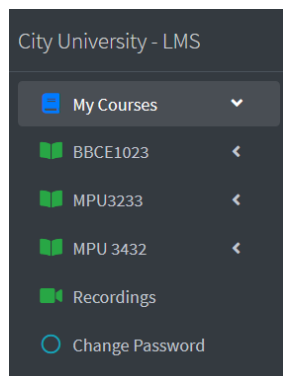 City University - LMS
My Courses
BBCE1023
MPU3233
MPU 3432
Recordings
Change Password